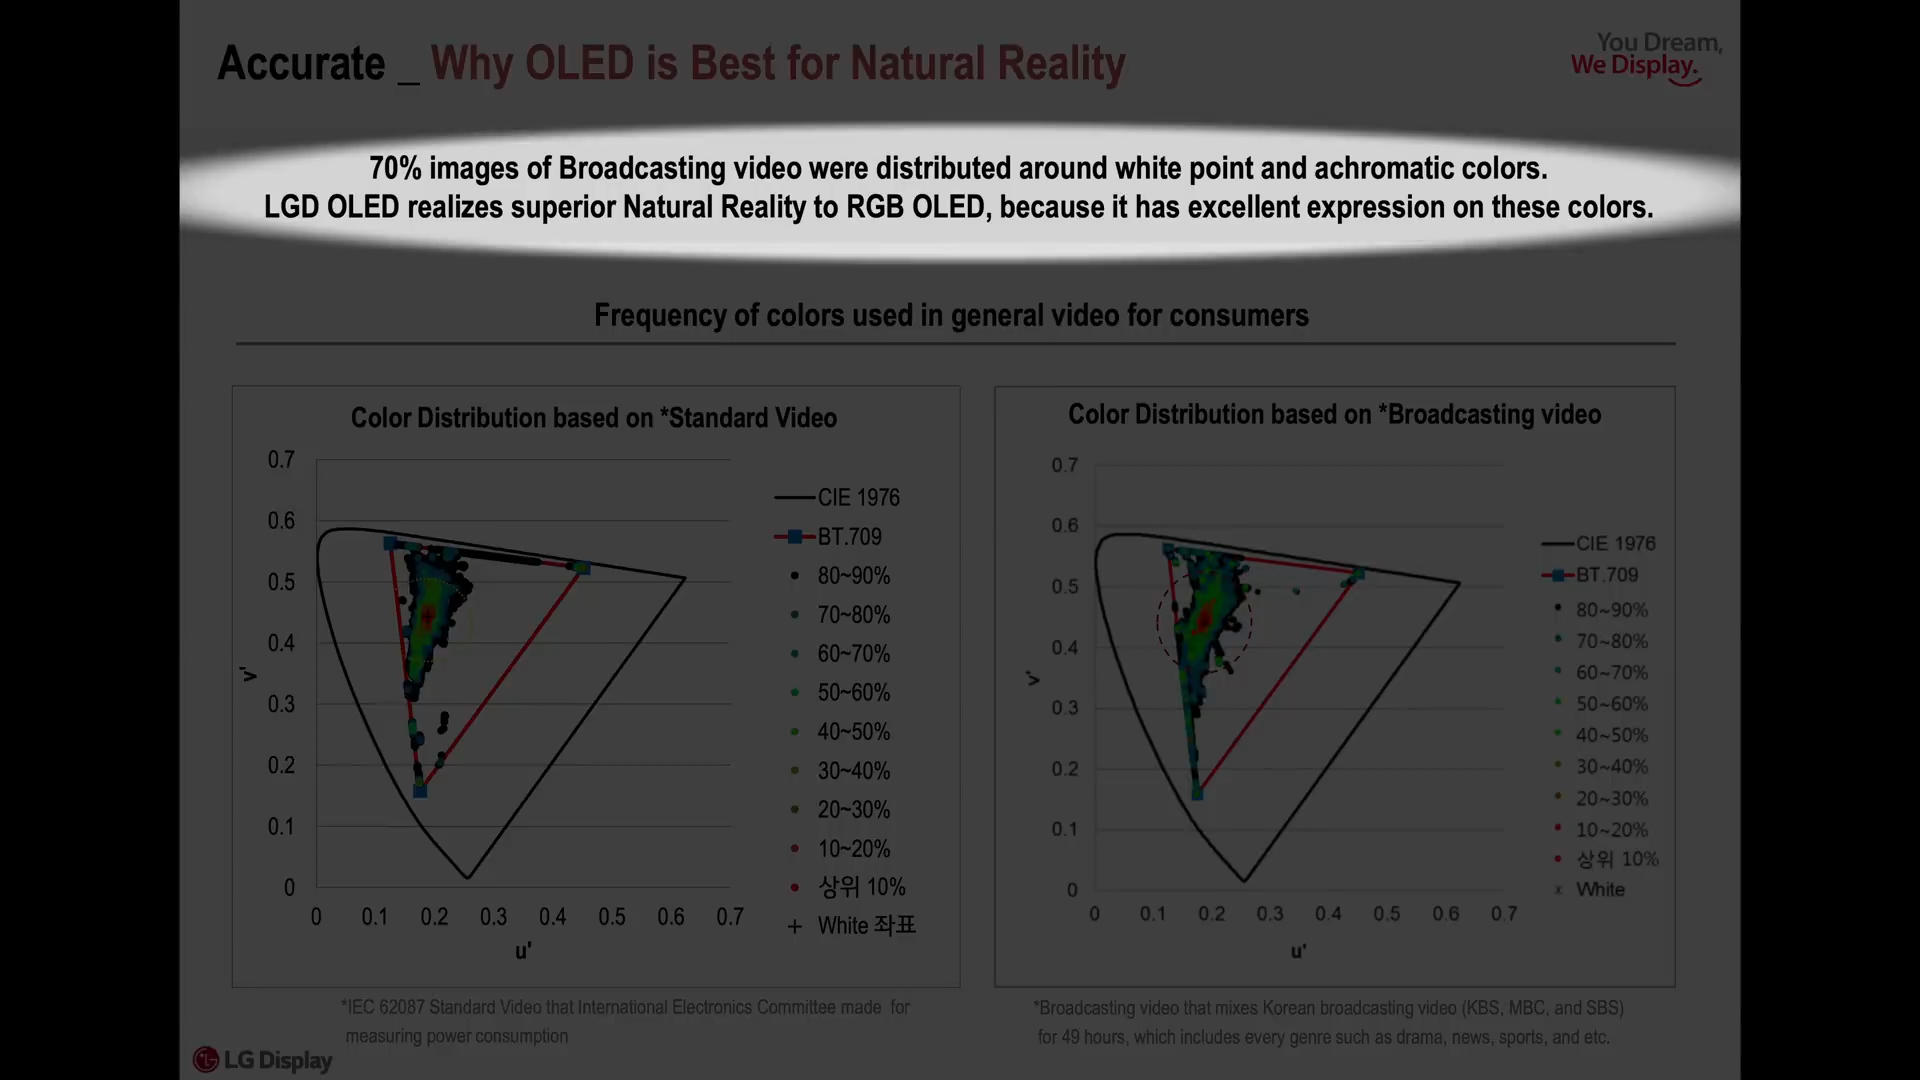 Accurate _ Why OLED is Best for Natural Reality
You Dream,
We Display.
70% images of Broadcasting video were distributed around white point and achromatic colors.
LGD OLED realizes superior Natural Reality to RGB OLED, because it has excellent expression on these colors.
Frequency of colors used in general video for consumers
Color Distribution based on *Standard Video
0.7
0.6
0.5
0.4
0.3
0.2
0.1
0
v'
0 0.1 0.2 0.3 0.4 0.5 0.6 0.7
u'
CIE 1976
BT.709
80~90%
70~80%
60~70%
50~60%
40~50%
30~40%
20~30%
10~20%
상위 10%
White 좌표
*IEC 62087 Standard Video that International Electronics Committee made for
measuring power consumption
Color Distribution based on *Broadcasting video
0.7
0.6
0.5
0.4
0.3
0.2
0.1
0
v'
0 0.1 0.2 0.3 0.4 0.5 0.6 0.7
u'
CIE 1976
BT.709
80~90%
70~80%
60~70%
50~60%
40~50%
30~40%
20~30%
10~20%
상위 10%
White
*Broadcasting video that mixes Korean broadcasting video (KBS, MBC, and SBS)
for 49 hours, which includes every genre such as drama, news, sports, and etc.
LG Display